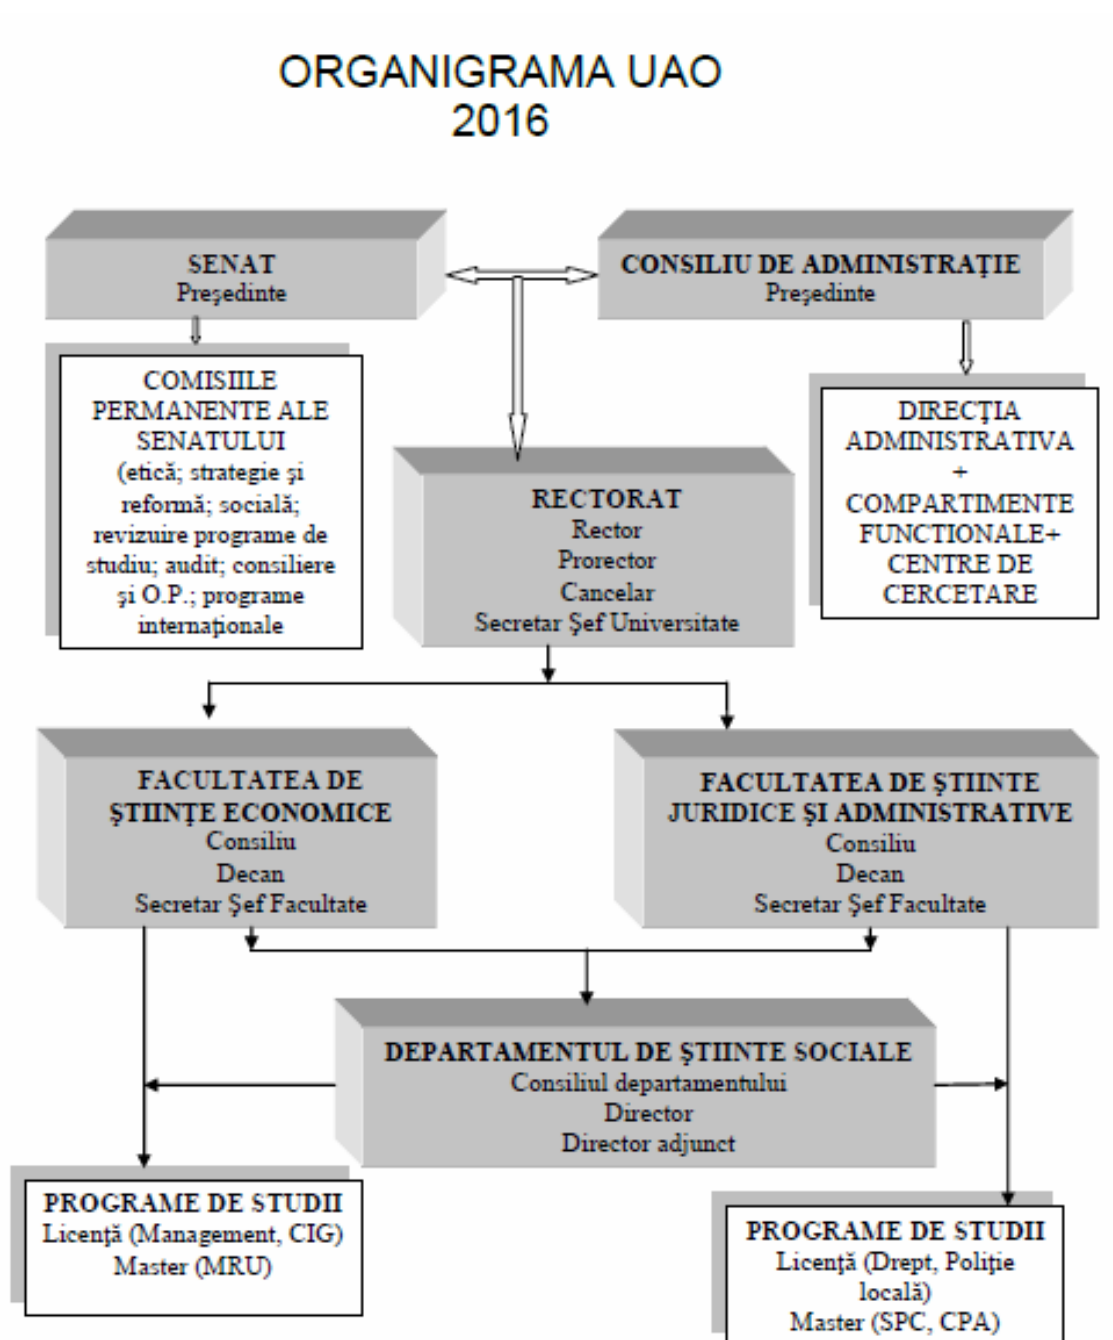 ORGANIGRAMA UAO
2016
SENAT
Preşedinte
CONSILIU DE ADMINISTRAŢIE
Preşedinte
COMISIILE
PERMANENTE ALE
SENATULUI
(etică; strategie şi
reformă; socială;
revizuire programe de
studiu; audit; consiliere
şi O.P.; programe
internaţionale
DIRECŢIA
ADMINISTRATIVA
+
COMPARTIMENTE
FUNCTIONALE+
CENTRE DE
CERCETARE
RECTORAT
Rector
Prorector
Cancelar
Secretar Şef Universitate
FACULTATEA DE
ŞTIINŢE ECONOMICE
Consiliu
Decan
Secretar Şef Facultate
FACULTATEA DE ŞTIINTE
JURIDICE ŞI ADMINISTRATIVE
Consiliu
Decan
Secretar Şef Facultate
DEPARTAMENTUL DE ŞTIINTE SOCIALE
Consiliul departamentului
Director
Director adjunct
PROGRAME DE STUDII
Licenţă (Management, CIG)
Master (MRU)
PROGRAME DE STUDII
Licenţă (Drept, Poliţie
locală)
Master (SPC, CPA)